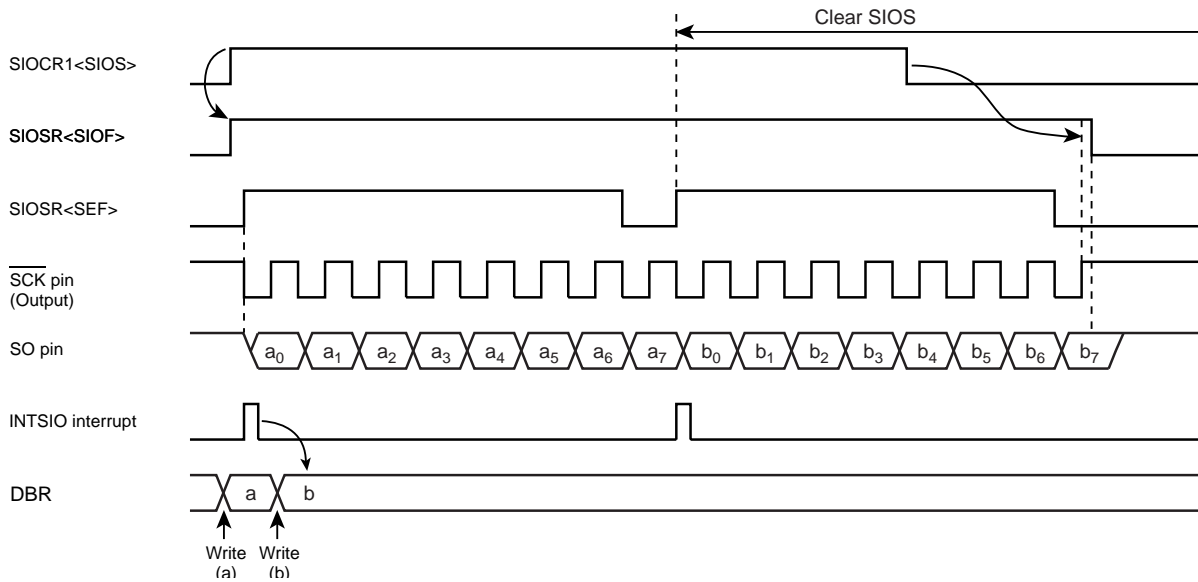 Clear SIOS
SIOCR1<SIOS>
SIOSR<SIOF>
SIOSR<SEF>
SCK pin
(Output)
SO pin
a0 a1 a2 a3 a4 a5 a6 a7 b0 b1 b2 b3 b4 b5 b6 b7
INTSIO interrupt
DBR
a b
Write
(a)
Write
(b)